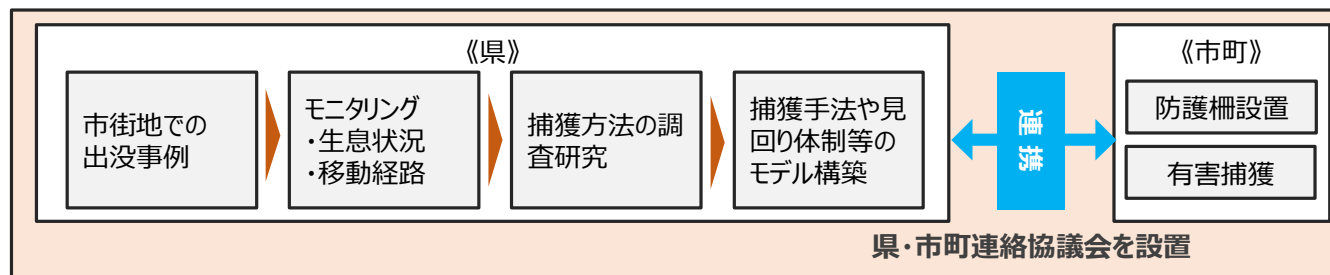 《県》
市街地での
出没事例
モニタリング
・生息状況
・移動経路
捕獲方法の調
査研究
捕獲手法や見
回り体制等の
モデル構築
連携
《市町》
防護柵設置
有害捕獲
県・市町連絡協議会を設置